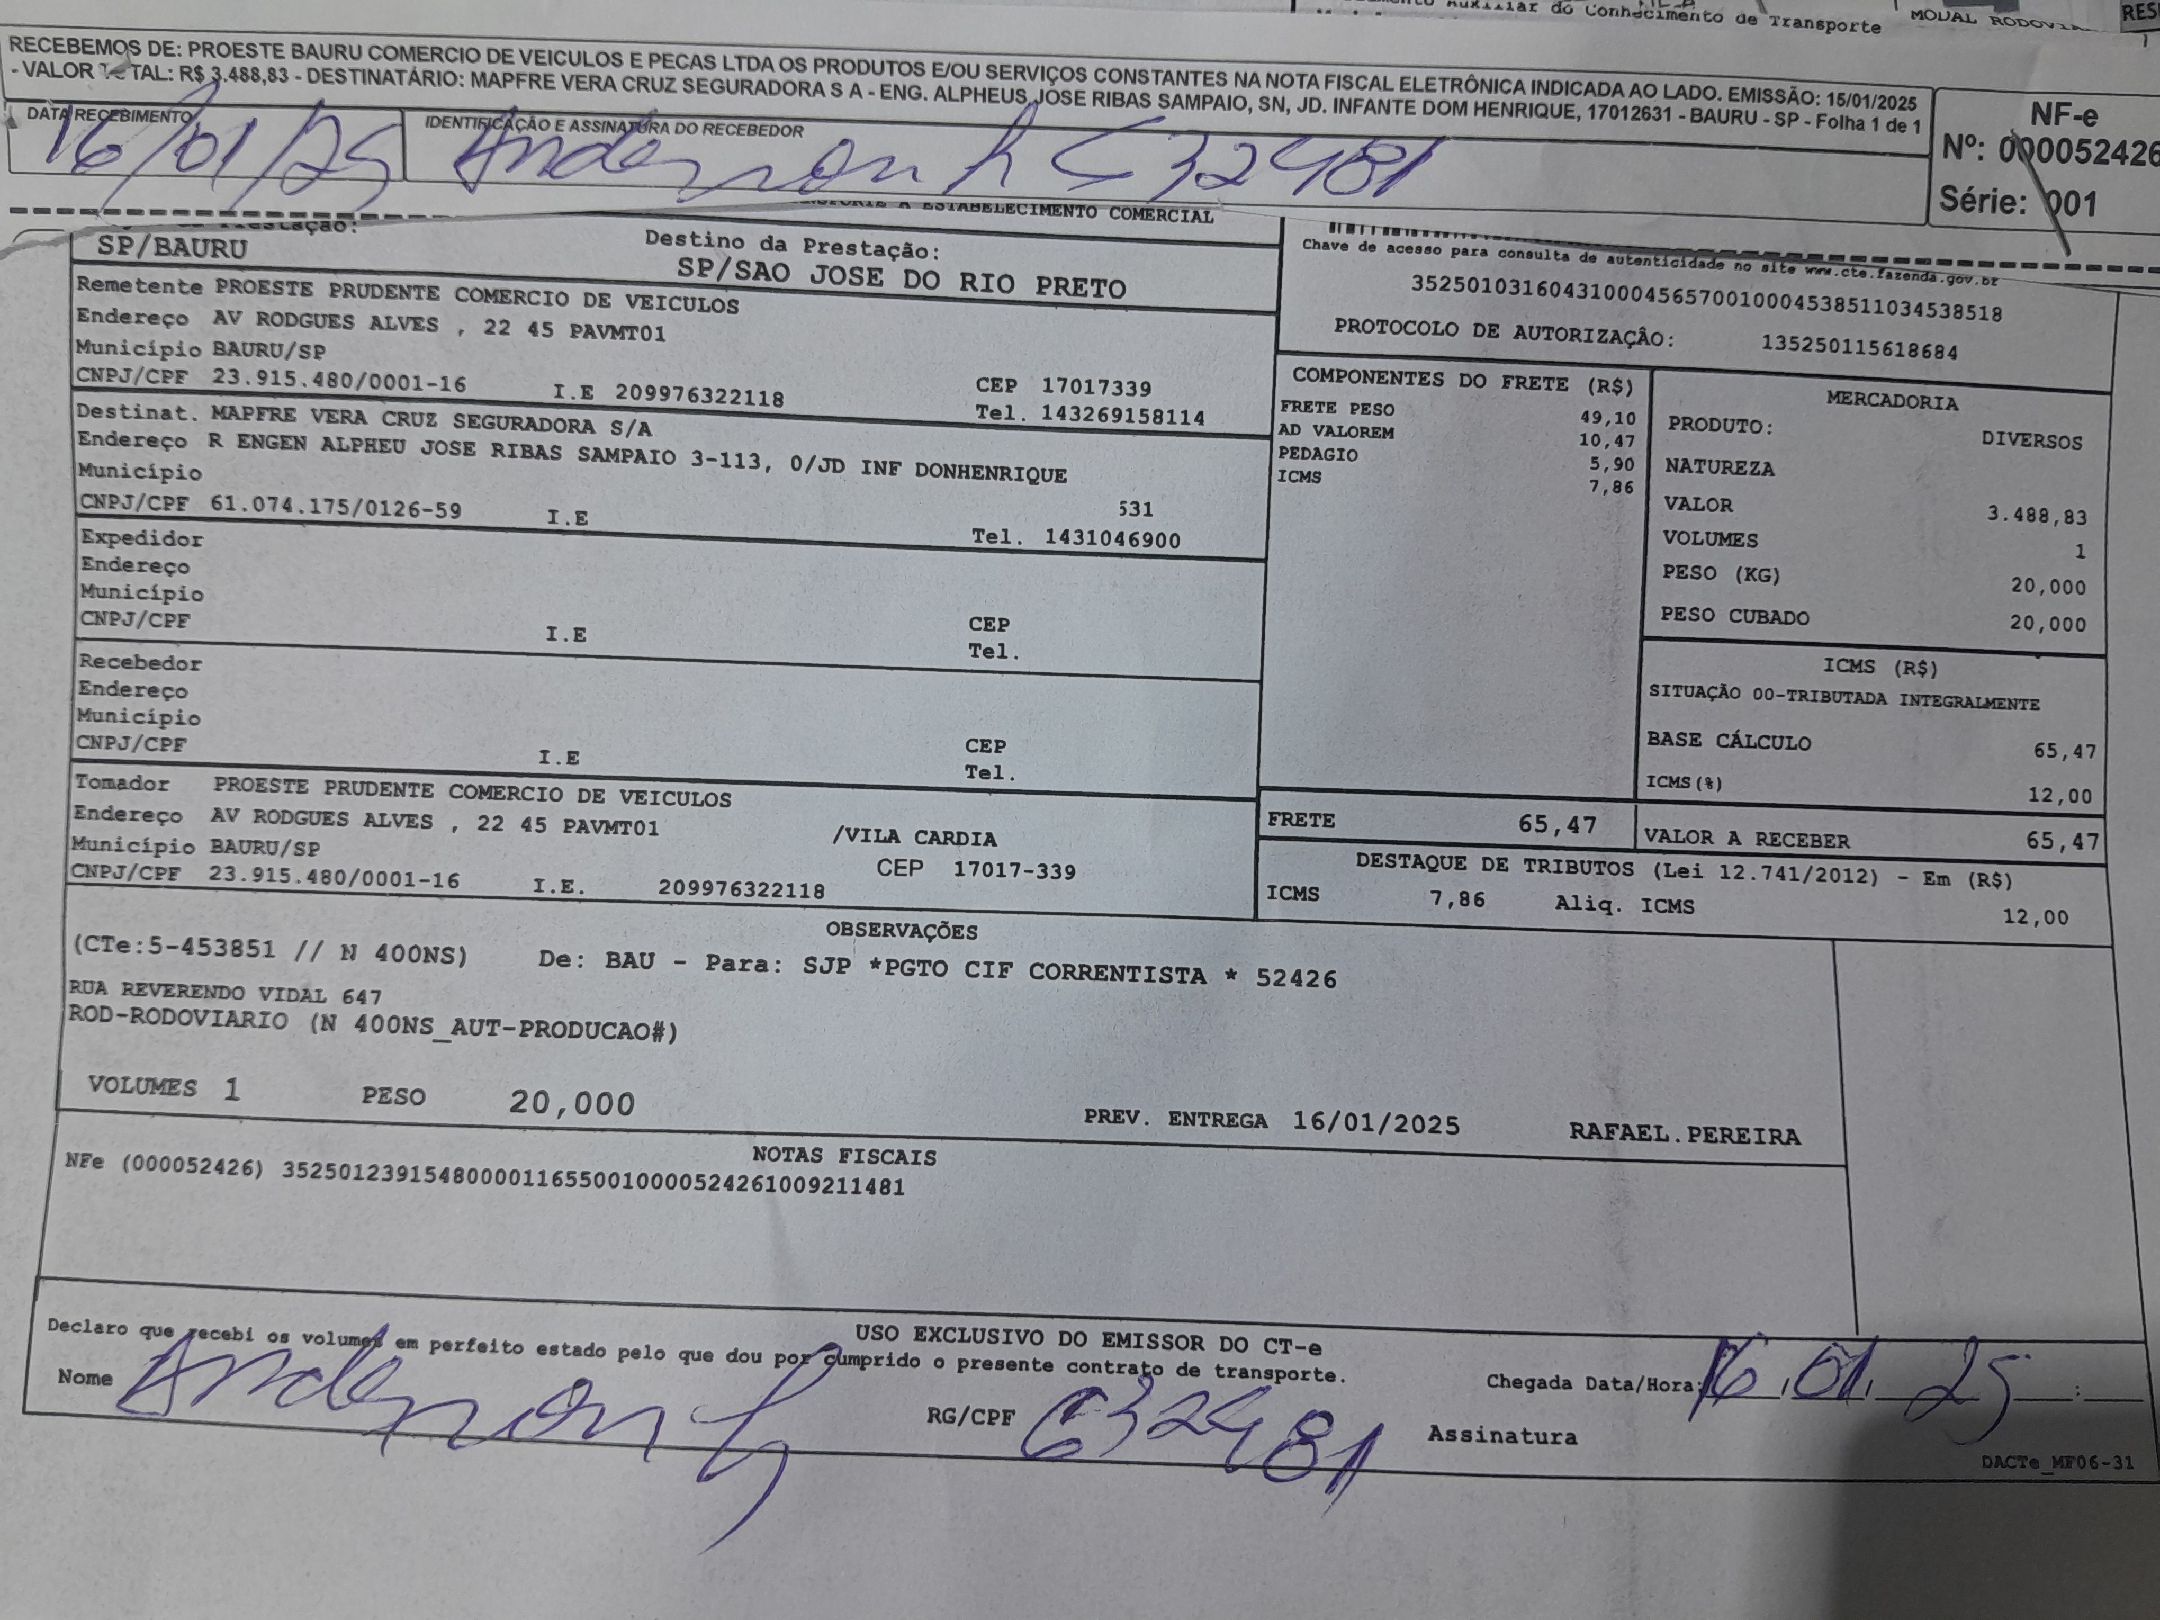 Auxiliar do Conhecimento de Transporte
MODAL RODOVIA
RECEBEMOS DE: PROESTE BAURU COMERCIO DE VEICULOS E PECAS LTDA OS PRODUTOS E/OU SERVIÇOS CONSTANTES NA NOTA FISCAL ELETRÔNICA INDICADA AO LADO. EMISSÃO: 15/01/2025
- VALOR TOTAL: R$ 3.488,83 - DESTINATÁRIO: MAPFRE VERA CRUZ SEGURADORA S A - ENG. ALPHEUS JOSE RIBAS SAMPAIO, SN, JD. INFANTE DOM HENRIQUE, 17012631 - BAURU - SP - Folha 1 de 1
NF-e
Nº: 000052426
Série: 001
DATA RECEBIMENTO
IDENTIFICAÇÃO E ASSINATURA DO RECEBEDOR
16/01/25 Anderson 632481
A ESTABELECIMENTO COMERCIAL
Prestação:
SP/BAURU
Destino da Prestação:
SP/SAO JOSE DO RIO PRETO
Chave de acesso para consulta de autenticidade no site www.cte.fazenda.gov.br
35250103160431000456570010004538511034538518
PROTOCOLO DE AUTORIZAÇÃO: 135250115618684
Remetente PROESTE PRUDENTE COMERCIO DE VEICULOS
Endereço AV RODGUES ALVES , 22 45 PAVMT01
Município BAURU/SP
CNPJ/CPF 23.915.480/0001-16 I.E 209976322118
CEP 17017339
Tel. 143269158114
Destinat. MAPFRE VERA CRUZ SEGURADORA S/A
Endereço R ENGEN ALPHEU JOSE RIBAS SAMPAIO 3-113, 0/JD INF DONHENRIQUE
Município
531
CNPJ/CPF 61.074.175/0126-59 I.E
Tel. 1431046900
Expedidor
Endereço
Município
CNPJ/CPF I.E
CEP
Tel.
Recebedor
Endereço
Município
CNPJ/CPF I.E
CEP
Tel.
Tomador PROESTE PRUDENTE COMERCIO DE VEICULOS
Endereço AV RODGUES ALVES , 22 45 PAVMT01 /VILA CARDIA
Município BAURU/SP CEP 17017-339
CNPJ/CPF 23.915.480/0001-16 I.E. 209976322118
COMPONENTES DO FRETE (R$)
FRETE PESO 49,10
AD VALOREM 10,47
PEDAGIO 5,90
ICMS 7,86
MERCADORIA
PRODUTO: DIVERSOS
NATUREZA
VALOR 3.488,83
VOLUMES 1
PESO (KG) 20,000
PESO CUBADO 20,000
ICMS (R$)
SITUAÇÃO 00-TRIBUTADA INTEGRALMENTE
BASE CÁLCULO 65,47
ICMS(%) 12,00
FRETE 65,47
VALOR A RECEBER 65,47
DESTAQUE DE TRIBUTOS (Lei 12.741/2012) - Em (R$)
ICMS 7,86 Aliq. ICMS 12,00
OBSERVAÇÕES
(CTe:5-453851 // N 400NS) De: BAU - Para: SJP *PGTO CIF CORRENTISTA * 52426
RUA REVERENDO VIDAL 647
ROD-RODOVIARIO (N 400NS_AUT-PRODUCAO#)
VOLUMES 1 PESO 20,000 PREV. ENTREGA 16/01/2025 RAFAEL.PEREIRA
NOTAS FISCAIS
NFe (000052426) 35250123915480000116550010000524261009211481
USO EXCLUSIVO DO EMISSOR DO CT-e
Declaro que recebi os volumes em perfeito estado pelo que dou por cumprido o presente contrato de transporte.
Nome Anderson RG/CPF 632481 Assinatura
Chegada Data/Hora: 16.01.25 :
DACTe_MF06-31